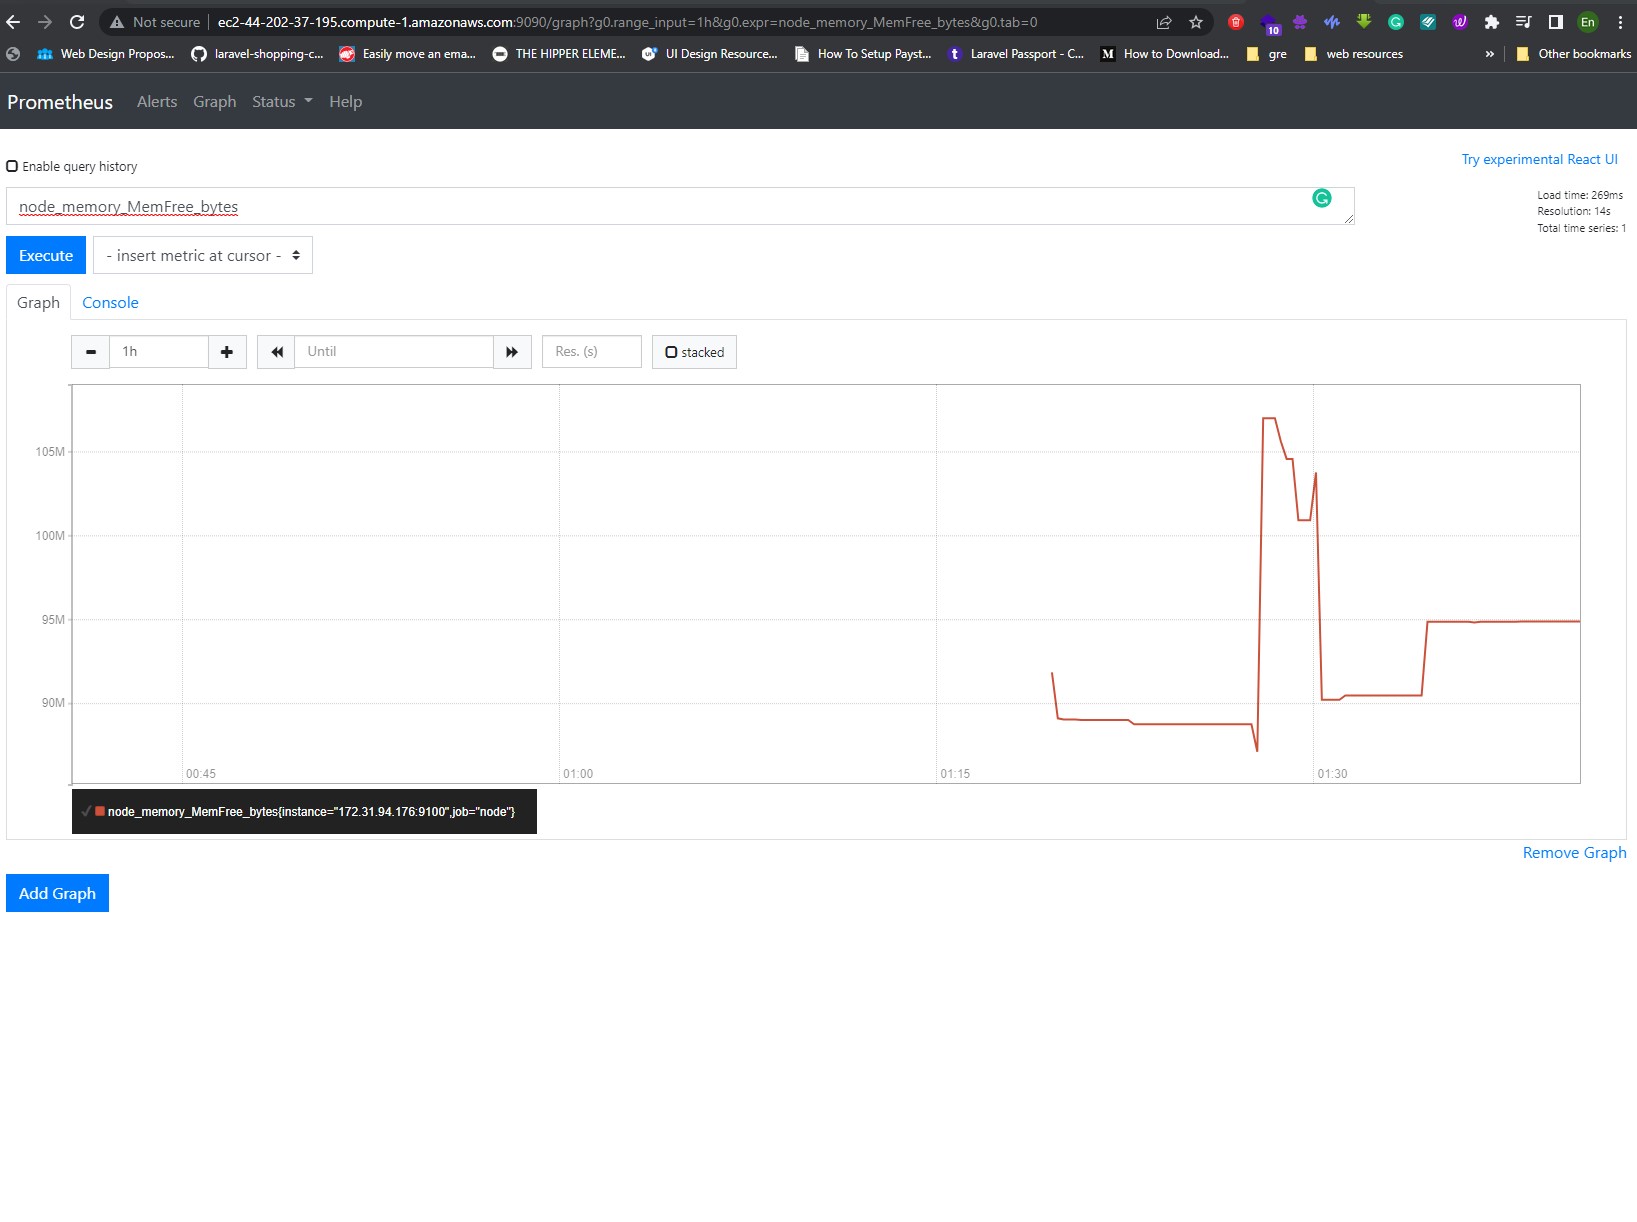 Not secure ec2-44-202-37-195.compute-1.amazonaws.com:9090/graph?g0.range_input=1h&g0.expr=node_memory_MemFree_bytes&g0.tab=0 10 En
Web Design Propos... laravel-shopping-c... Easily move an ema... THE HIPPER ELEME... UI Design Resource... How To Setup Payst... t Laravel Passport - C... M How to Download... gre web resources » Other bookmarks
Prometheus Alerts Graph Status Help
Enable query history
Try experimental React UI
node_memory_MemFree_bytes
Load time: 269ms
Resolution: 14s
Total time series: 1
Execute - insert metric at cursor -
Graph Console
1h Until Res. (s) stacked
105M
100M
95M
90M
00:45 01:00 01:15 01:30
node_memory_MemFree_bytes{instance="172.31.94.176:9100",job="node"}
Remove Graph
Add Graph